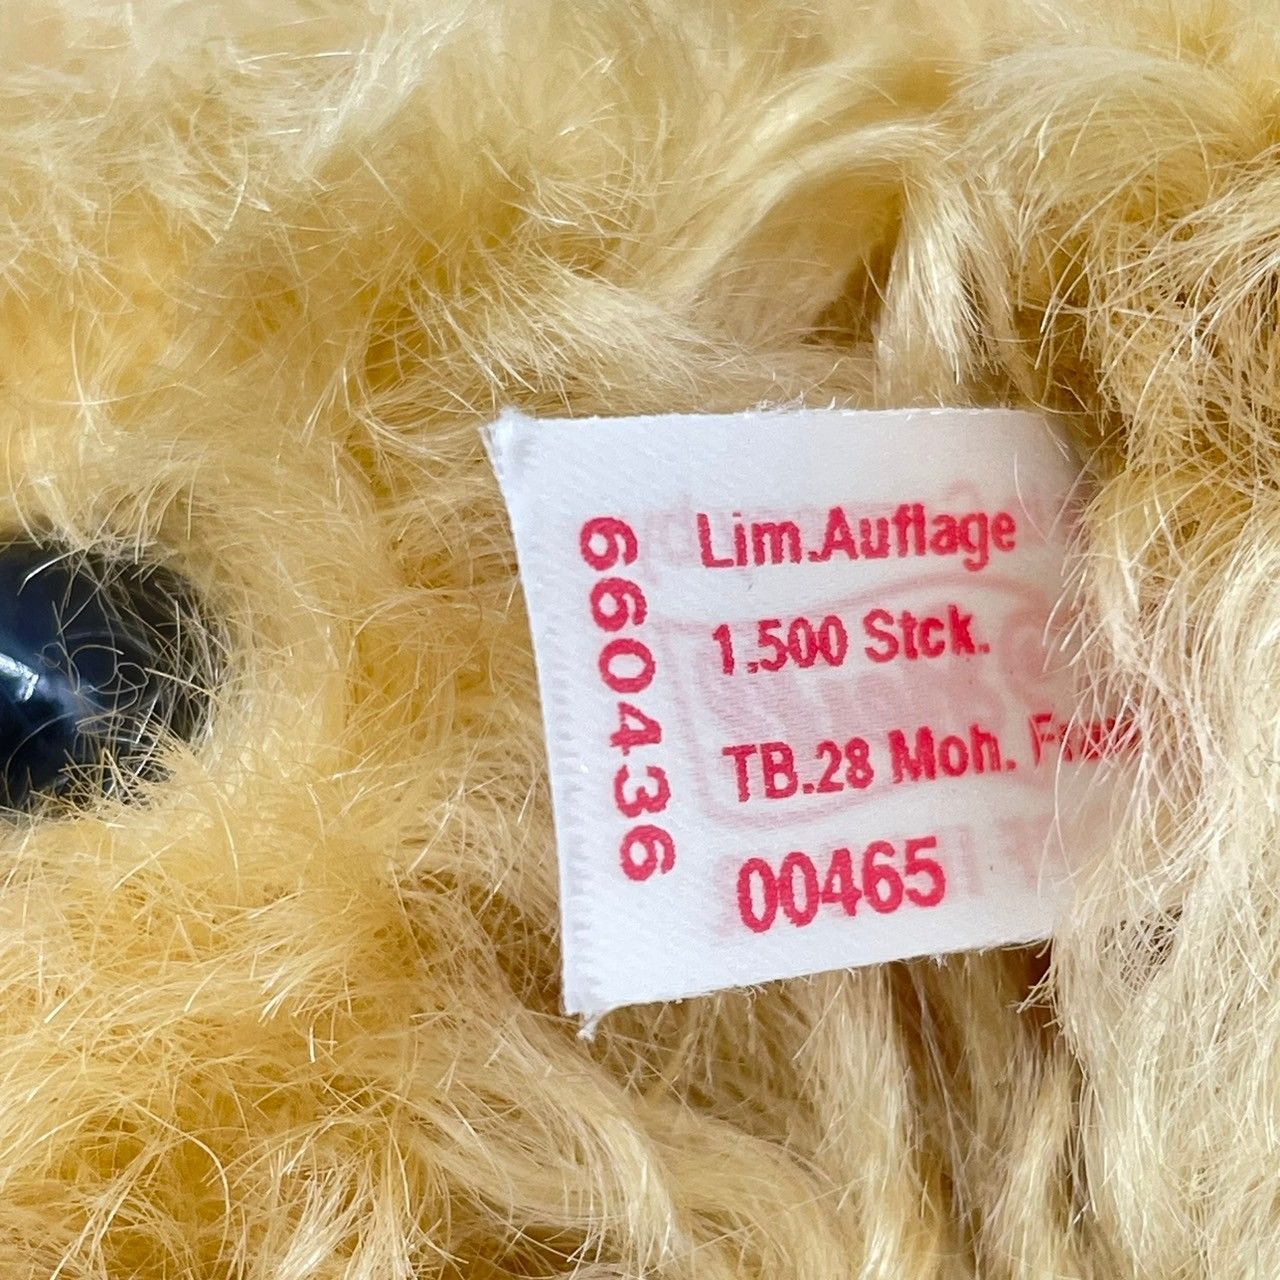 660436
Lim.Auflage
1.500 Stck.
TB.28 Moh.
00465